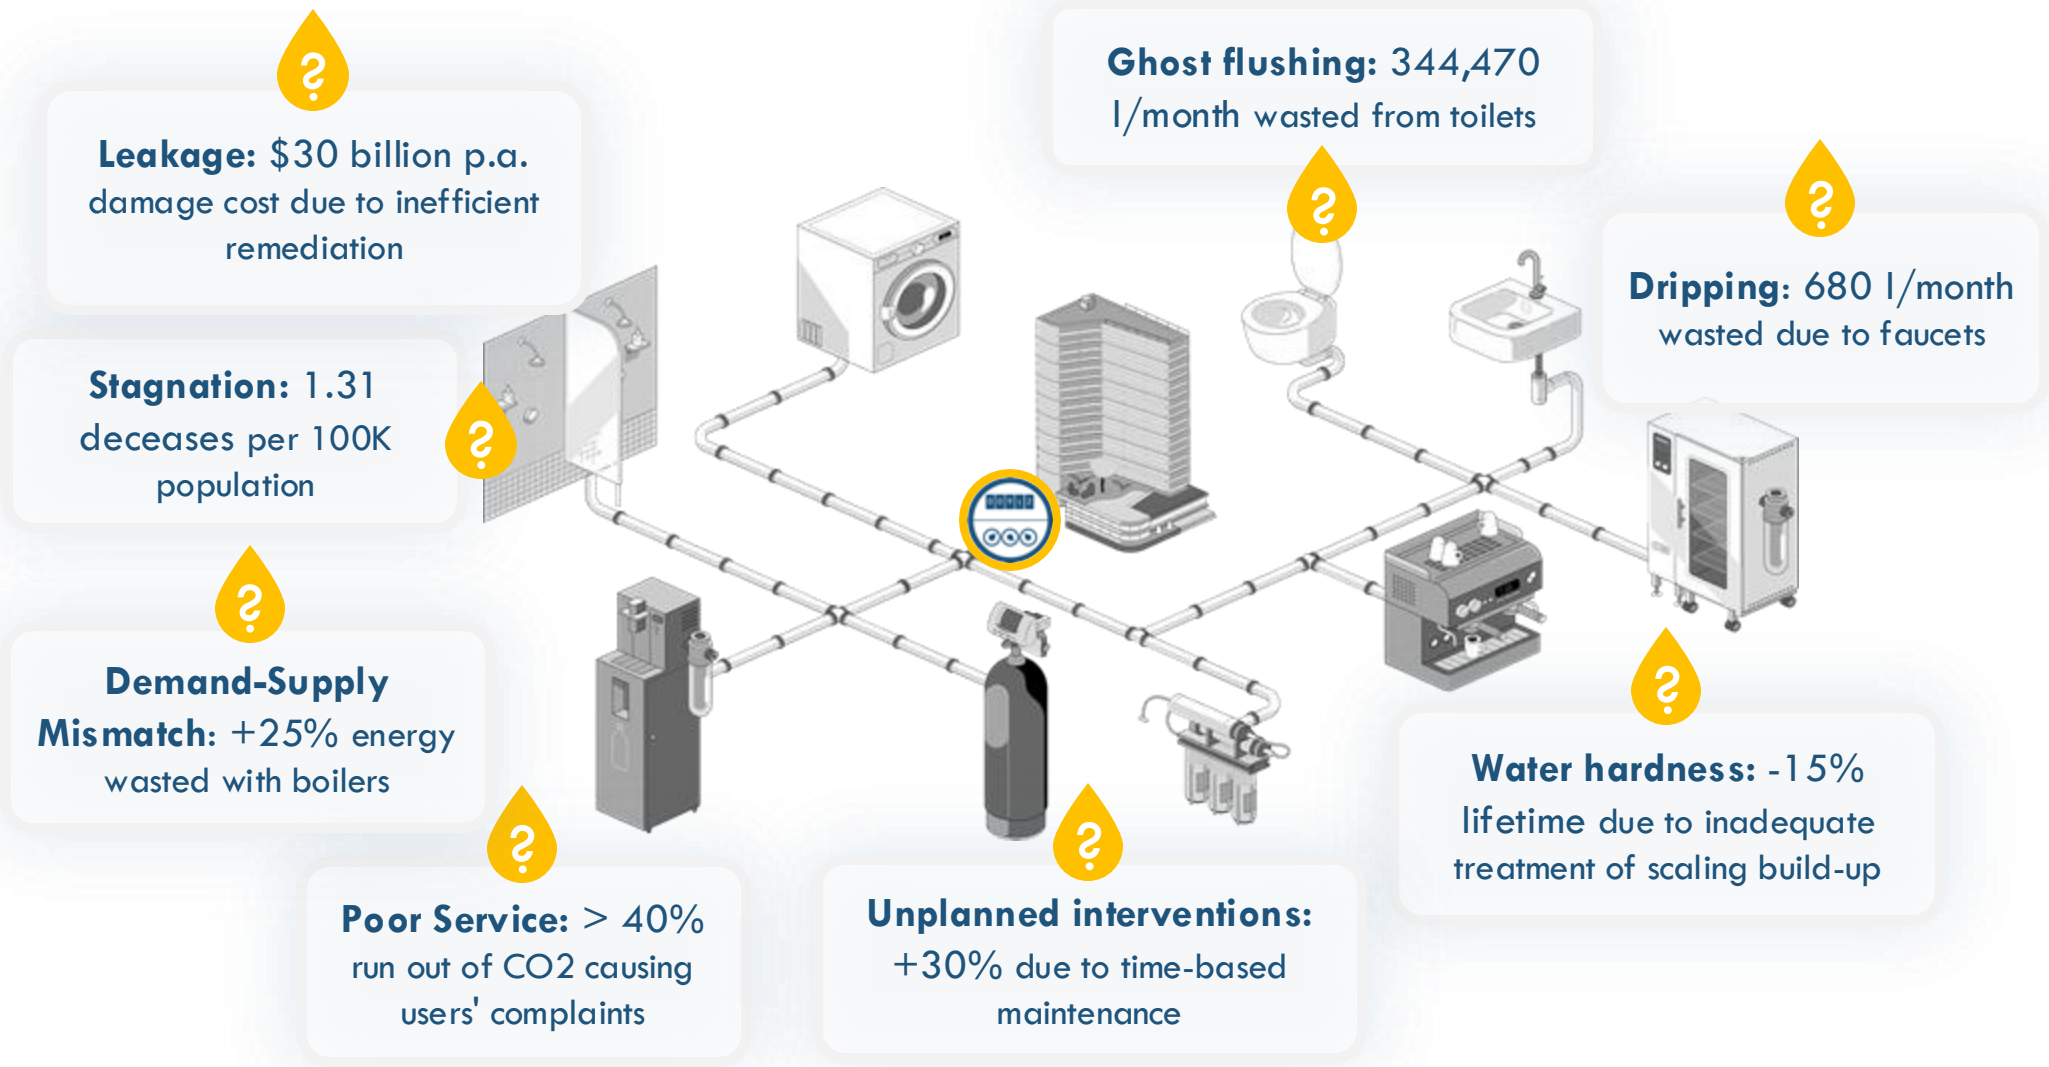 Leakage: $30 billion p.a.
damage cost due to inefficient
remediation
Ghost flushing: 344,470
l/month wasted from toilets
Dripping: 680 l/month
wasted due to faucets
Stagnation: 1.31
deceases per 100K
population
Demand-Supply
Mismatch: +25% energy
wasted with boilers
Water hardness: -15%
lifetime due to inadequate
treatment of scaling build-up
Poor Service: > 40%
run out of CO2 causing
users' complaints
Unplanned interventions:
+30% due to time-based
maintenance